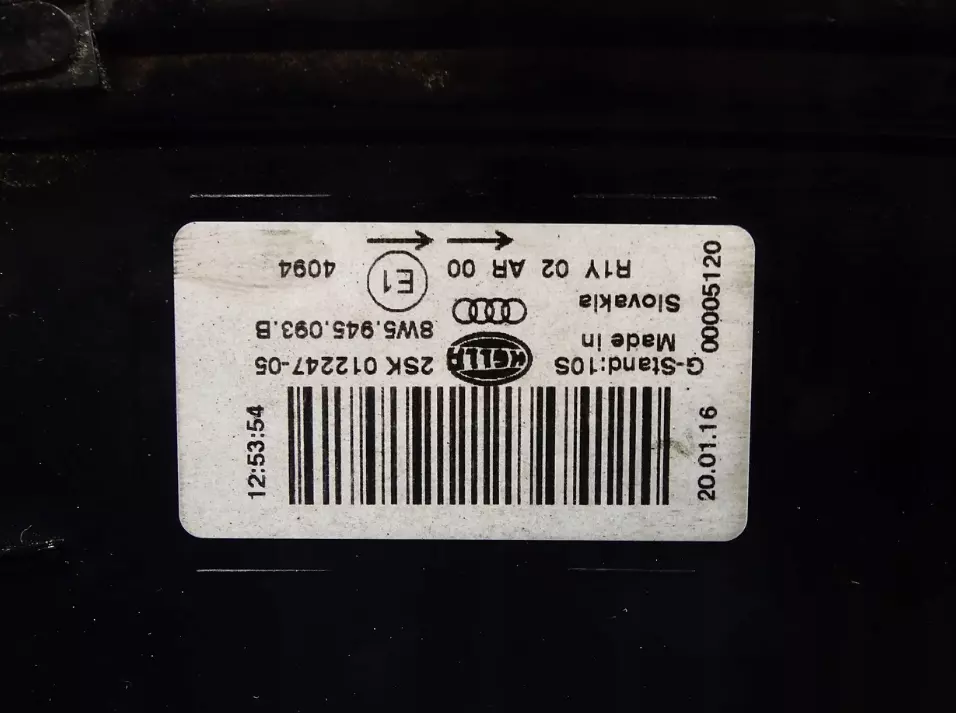 20.01.16 00005120
G-Stand:10S
HELLA
2SK 012247-05
Made in
Slovakia
8W5.945.093.B
R1Y 02 AR 00
E1
4094
12:53:54